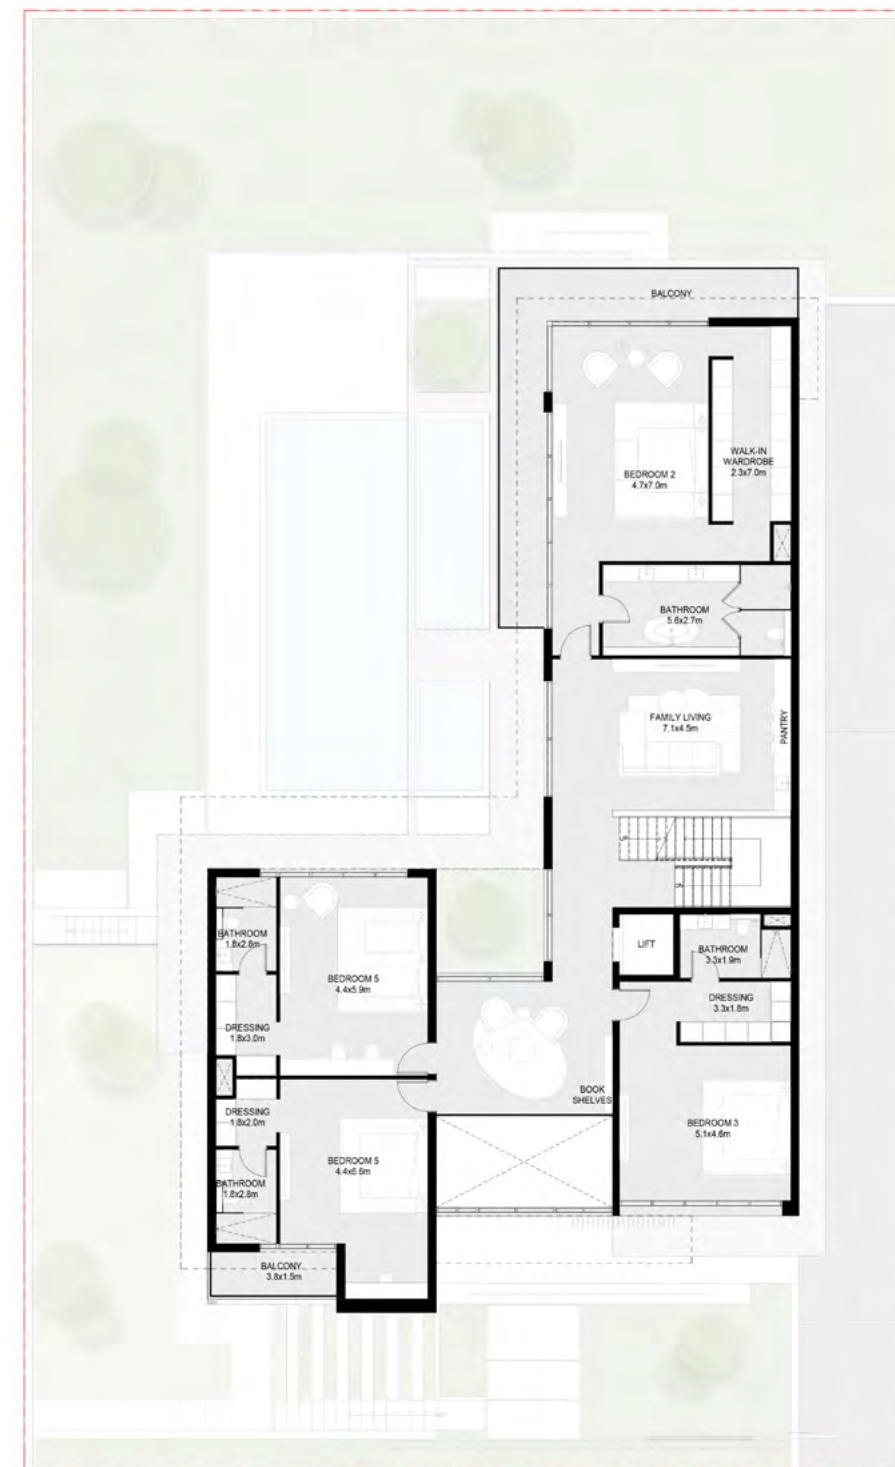 BALCONY
WALK-IN
WARDROBE
2.3x7.0m
BEDROOM 2
4.7x7.0m
BATHROOM
5.6x2.7m
FAMILY LIVING
7.1x4.5m
PANTRY
UP
DN
BATHROOM
1.8x2.8m
LIFT
BATHROOM
3.3x1.9m
BEDROOM 5
4.4x5.9m
DRESSING
3.3x1.8m
DRESSING
1.8x3.0m
BOOK
SHELVES
DRESSING
1.8x2.0m
BEDROOM 3
5.1x4.6m
BEDROOM 5
4.4x6.6m
BATHROOM
1.8x2.8m
BALCONY
3.8x1.5m